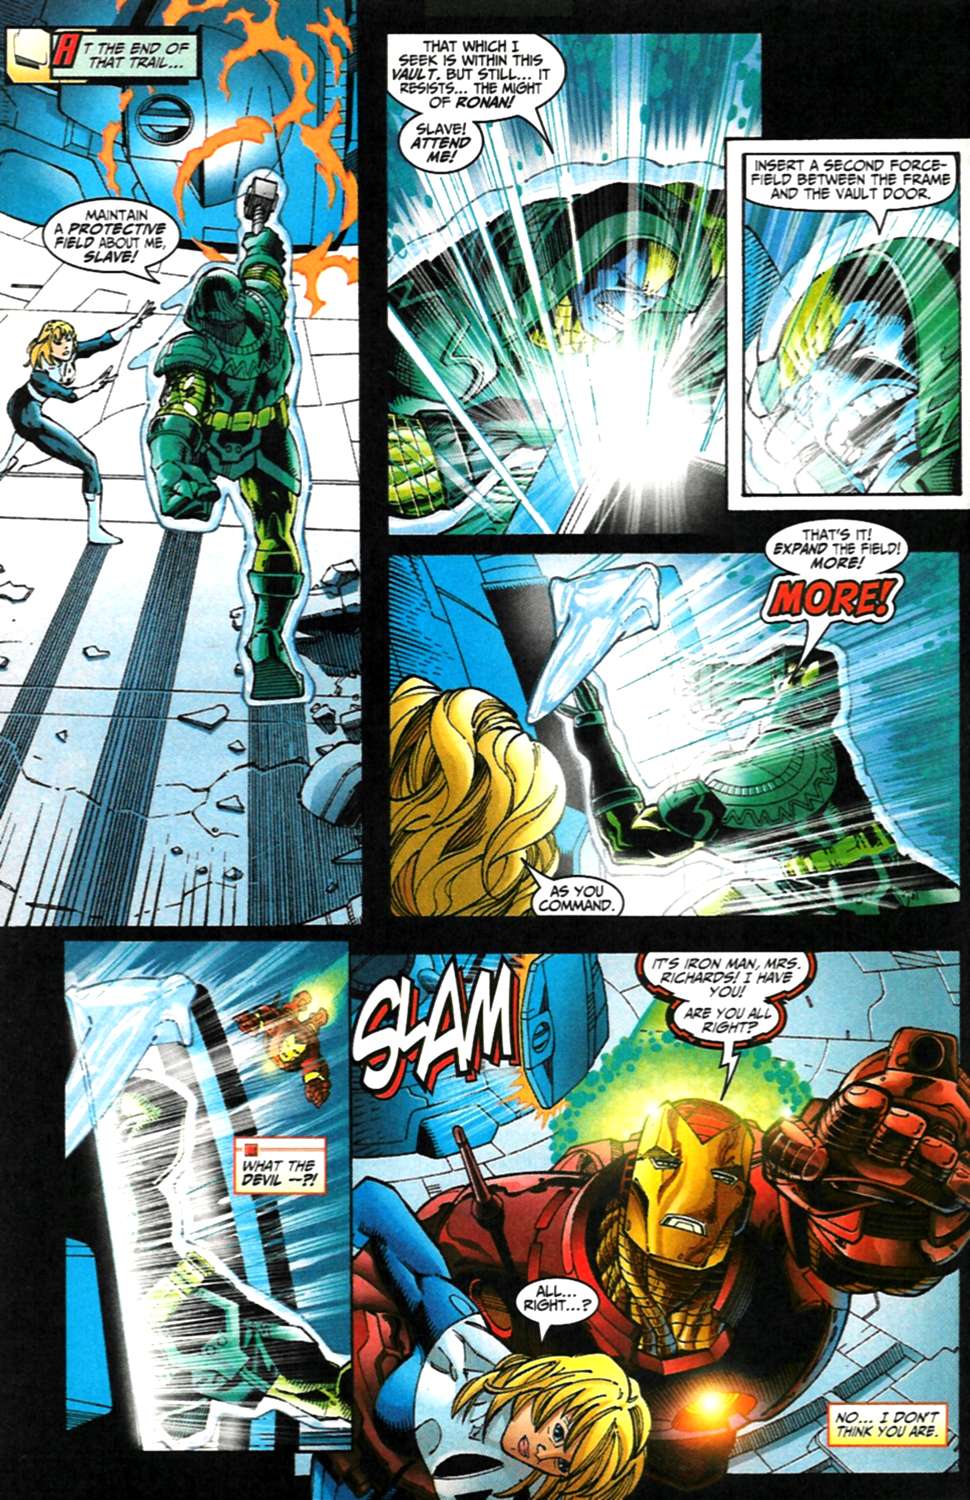 AT THE END OF
THAT TRAIL...
MAINTAIN
A PROTECTIVE
FIELD ABOUT ME,
SLAVE!
THAT WHICH I
SEEK IS WITHIN THIS
VAULT. BUT STILL... IT
RESISTS... THE MIGHT
OF RONAN!
SLAVE!
ATTEND
ME!
INSERT A SECOND FORCE-
FIELD BETWEEN THE FRAME
AND THE VAULT DOOR.
THAT'S IT!
EXPAND THE FIELD!
MORE!
MORE!
AS YOU
COMMAND.
WHAT THE
DEVIL --?!
SLAM
IT'S IRON MAN, MRS.
RICHARDS! I HAVE
YOU!
ARE YOU ALL
RIGHT?
ALL...
RIGHT...?
NO... I DON'T
THINK YOU ARE.